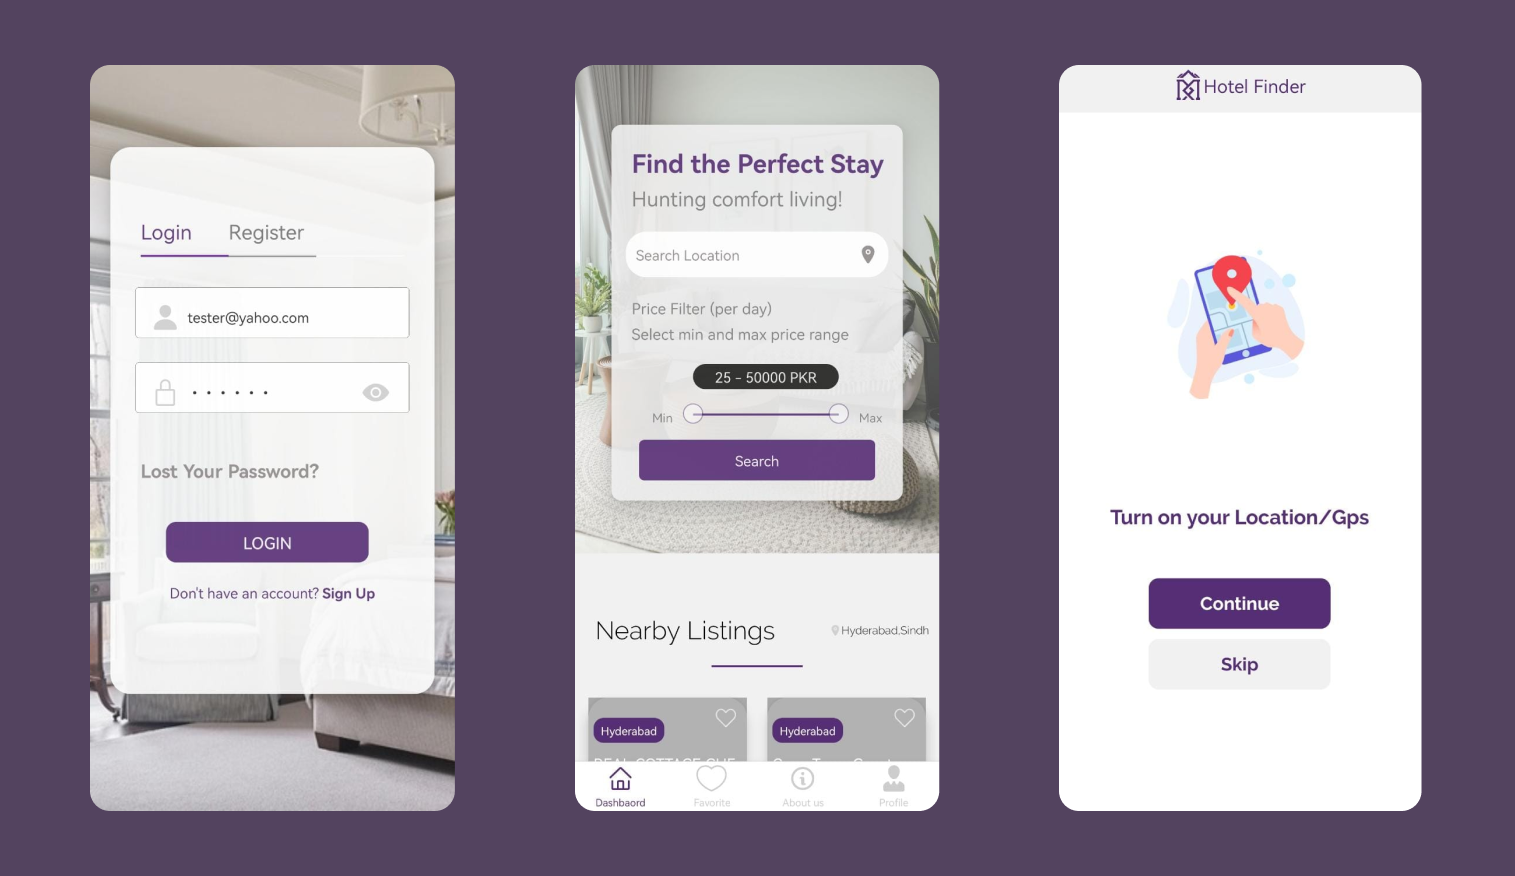 Login Register
tester@yahoo.com
Lost Your Password?
LOGIN
Don't have an account? Sign Up
Find the Perfect Stay
Hunting comfort living!
Search Location
Price Filter (per day)
Select min and max price range
25 - 50000 PKR
Min Max
Search
Nearby Listings
Hyderabad,Sindh
Hyderabad
Hyderabad
Dashbaord Favorite About us Profile
Hotel Finder
Turn on your Location/Gps
Continue
Skip